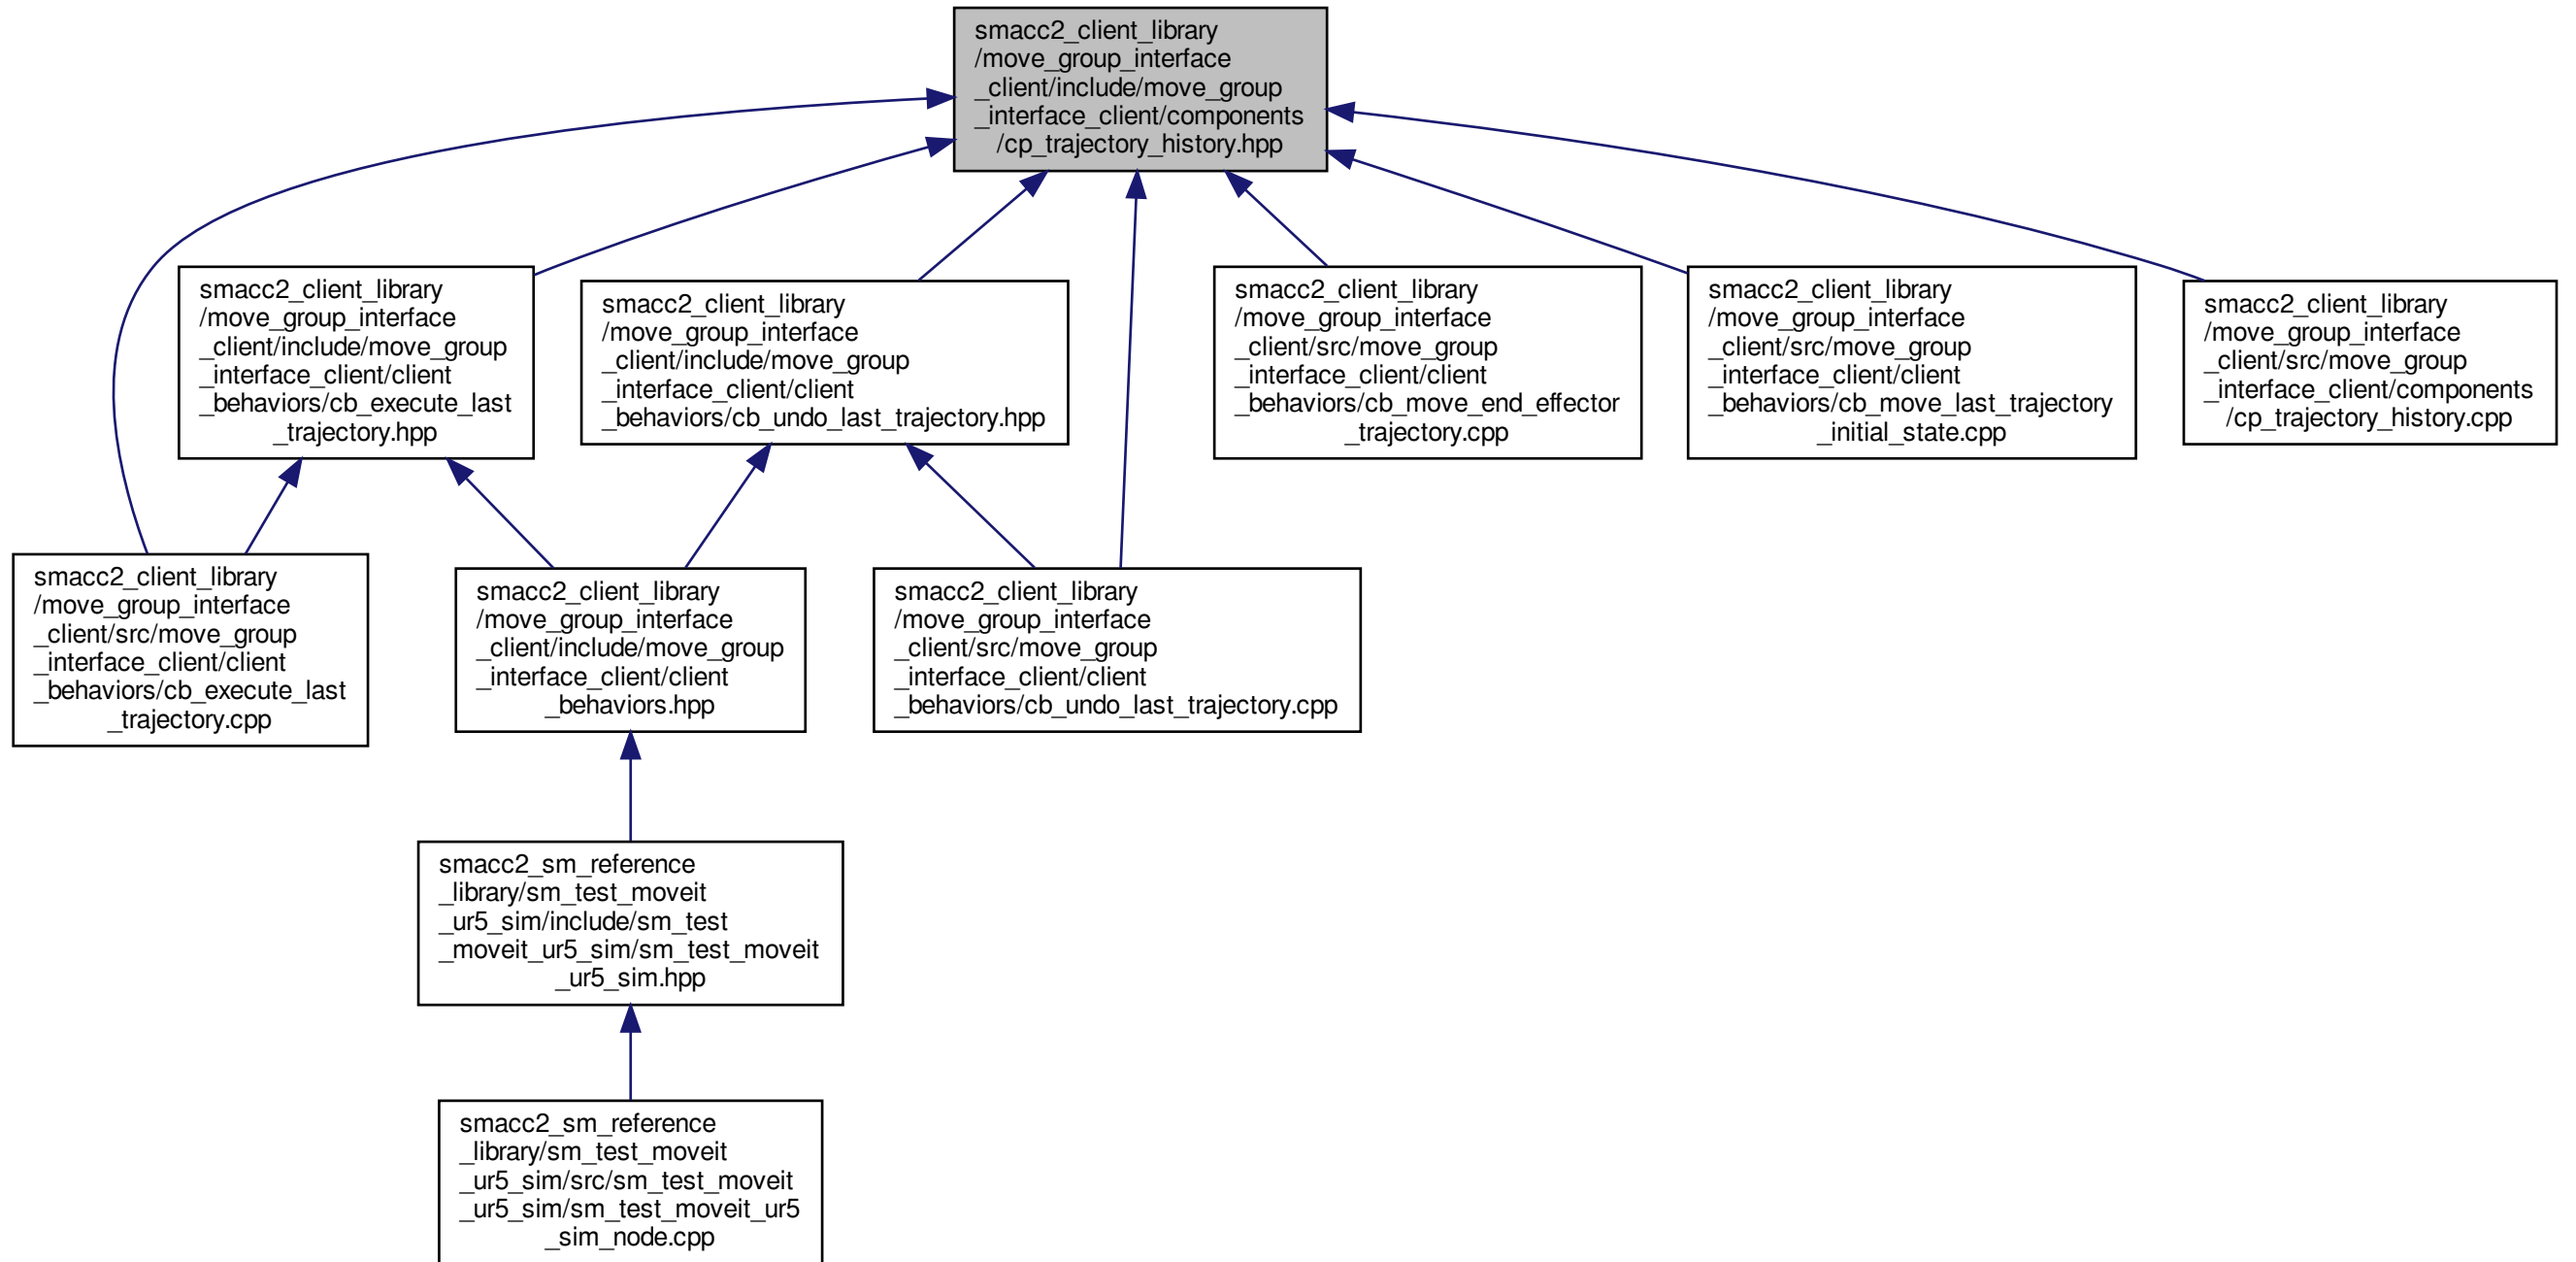 smacc2_client_library
/move_group_interface
_client/include/move_group
_interface_client/components
/cp_trajectory_history.hpp
smacc2_client_library
/move_group_interface
_client/include/move_group
_interface_client/client
_behaviors/cb_execute_last
_trajectory.hpp
smacc2_client_library
/move_group_interface
_client/include/move_group
_interface_client/client
_behaviors/cb_undo_last_trajectory.hpp
smacc2_client_library
/move_group_interface
_client/src/move_group
_interface_client/client
_behaviors/cb_move_end_effector
_trajectory.cpp
smacc2_client_library
/move_group_interface
_client/src/move_group
_interface_client/client
_behaviors/cb_move_last_trajectory
_initial_state.cpp
smacc2_client_library
/move_group_interface
_client/src/move_group
_interface_client/components
/cp_trajectory_history.cpp
smacc2_client_library
/move_group_interface
_client/src/move_group
_interface_client/client
_behaviors/cb_execute_last
_trajectory.cpp
smacc2_client_library
/move_group_interface
_client/include/move_group
_interface_client/client
_behaviors.hpp
smacc2_client_library
/move_group_interface
_client/src/move_group
_interface_client/client
_behaviors/cb_undo_last_trajectory.cpp
smacc2_sm_reference
_library/sm_test_moveit
_ur5_sim/include/sm_test
_moveit_ur5_sim/sm_test_moveit
_ur5_sim.hpp
smacc2_sm_reference
_library/sm_test_moveit
_ur5_sim/src/sm_test_moveit
_ur5_sim/sm_test_moveit_ur5
_sim_node.cpp